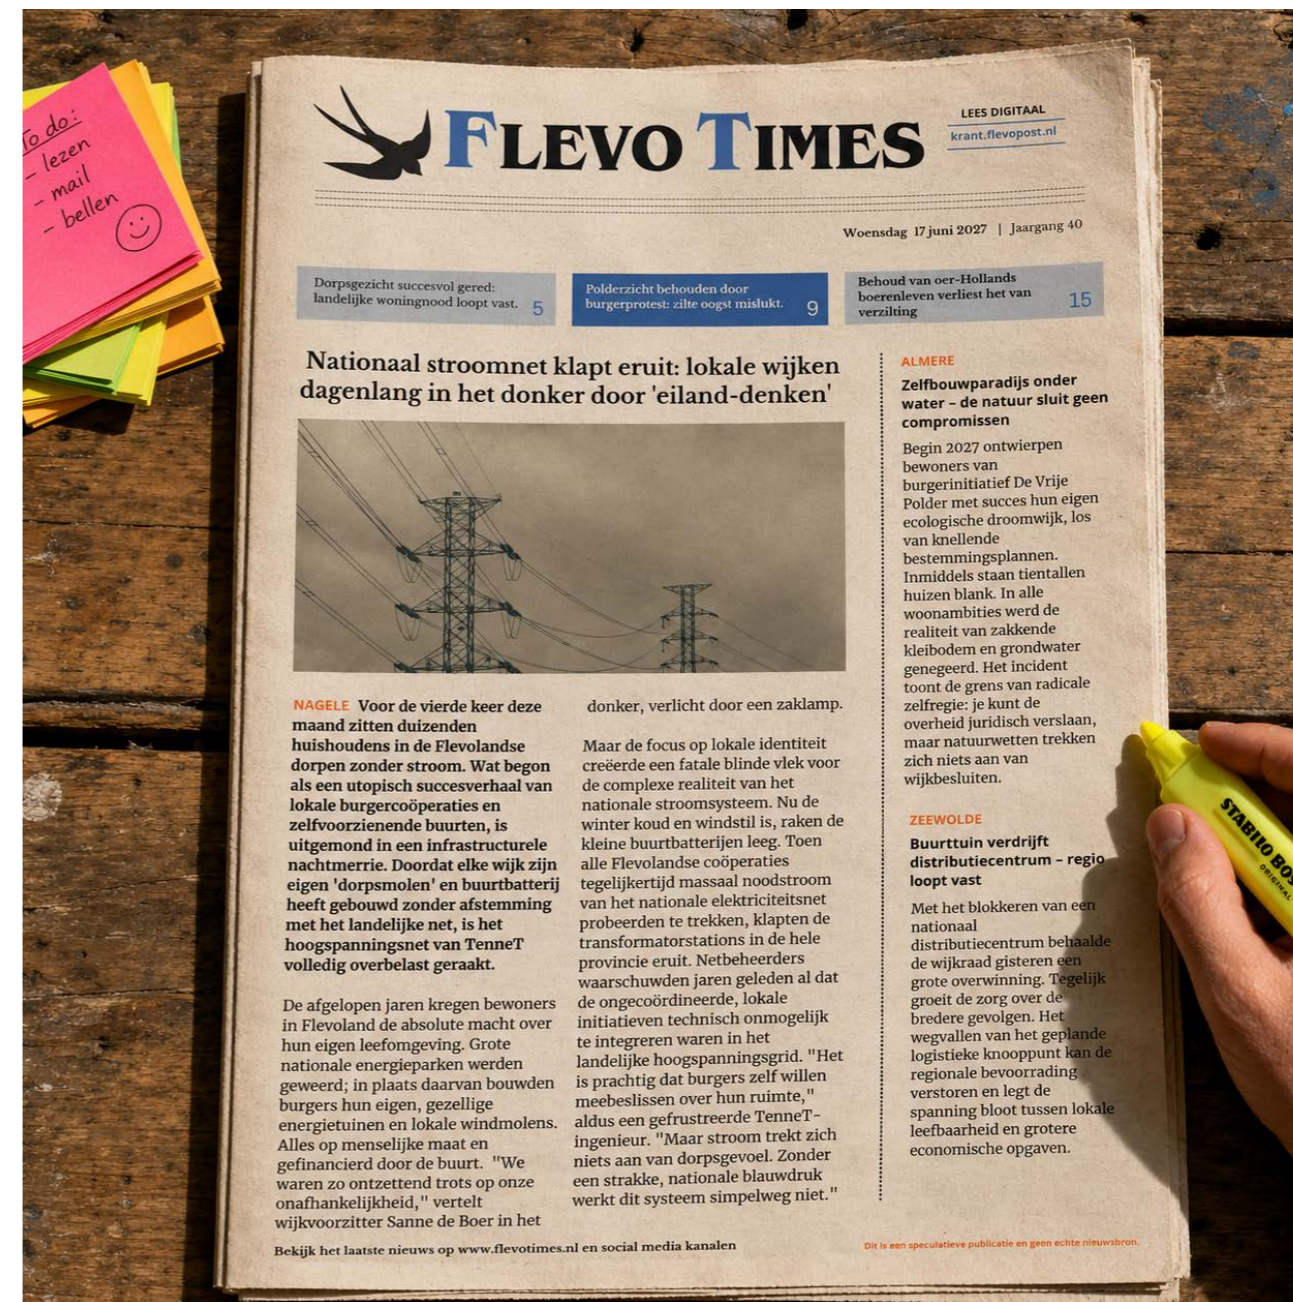 To do:
- lezen
- mail
- bellen
FLEVO TIMES
LEES DIGITAAL
krant.flevopost.nl
Woensdag 17 juni 2027 | Jaargang 40
Dorpsgezicht succesvol gered:
landelijke woningnood loopt vast. 5
Polderzicht behouden door
burgerprotest: zilte oogst mislukt. 9
Behoud van oer-Hollands
boerenleven verliest het van
verzilting 15
Nationaal stroomnet klapt eruit: lokale wijken
dagenlang in het donker door 'eiland-denken'
NAGELE Voor de vierde keer deze
maand zitten duizenden
huishoudens in de Flevolandse
dorpen zonder stroom. Wat begon
als een utopisch succesverhaal van
lokale burgercoöperaties en
zelfvoorzienende buurten, is
uitgemond in een infrastructurele
nachtmerrie. Doordat elke wijk zijn
eigen 'dorpsmolen' en buurtbatterij
heeft gebouwd zonder afstemming
met het landelijke net, is het
hoogspanningsnet van TenneT
volledig overbelast geraakt.
De afgelopen jaren kregen bewoners
in Flevoland de absolute macht over
hun eigen leefomgeving. Grote
nationale energieparken werden
geweerd; in plaats daarvan bouwden
burgers hun eigen, gezellige
energietuinen en lokale windmolens.
Alles op menselijke maat en
gefinancierd door de buurt. "We
waren zo ontzettend trots op onze
onafhankelijkheid," vertelt
wijkvoorzitter Sanne de Boer in het
donker, verlicht door een zaklamp.
Maar de focus op lokale identiteit
creëerde een fatale blinde vlek voor
de complexe realiteit van het
nationale stroomsysteem. Nu de
winter koud en windstil is, raken de
kleine buurtbatterijen leeg. Toen
alle Flevolandse coöperaties
tegelijkertijd massaal noodstroom
van het nationale elektriciteitsnet
probeerden te trekken, klapten de
transformatorstations in de hele
provincie eruit. Netbeheerders
waarschuwden jaren geleden al dat
de ongecoördineerde, lokale
initiatieven technisch onmogelijk
te integreren waren in het
landelijke hoogspanningsgrid. "Het
is prachtig dat burgers zelf willen
meebeslissen over hun ruimte,"
aldus een gefrustreerde TenneT-
ingenieur. "Maar stroom trekt zich
niets aan van dorpsgevoel. Zonder
een strakke, nationale blauwdruk
werkt dit systeem simpelweg niet."
ALMERE
Zelfbouwparadijs onder
water – de natuur sluit geen
compromissen
Begin 2027 ontwierpen
bewoners van
burgerinitiatief De Vrije
Polder met succes hun eigen
ecologische droomwijk, los
van knellende
bestemmingsplannen.
Inmiddels staan tientallen
huizen blank. In alle
woonambities werd de
realiteit van zakkende
kleibodem en grondwater
genegeerd. Het incident
toont de grens van radicale
zelfregie: je kunt de
overheid juridisch verslaan,
maar natuurwetten trekken
zich niets aan van
wijkbesluiten.
ZEEWOLDE
Buurttuin verdrijft
distributiecentrum – regio
loopt vast
Met het blokkeren van een
nationaal
distributiecentrum behaalde
de wijkraad gisteren een
grote overwinning. Tegelijk
groeit de zorg over de
bredere gevolgen. Het
wegvallen van het geplande
logistieke knooppunt kan de
regionale bevoorrading
verstoren en legt de
spanning bloot tussen lokale
leefbaarheid en grotere
economische opgaven.
Bekijk het laatste nieuws op www.flevotimes.nl en social media kanalen
Dit is een speculatieve publicatie en geen echte nieuwsbron.
STABILO BOS
ORIGINAL